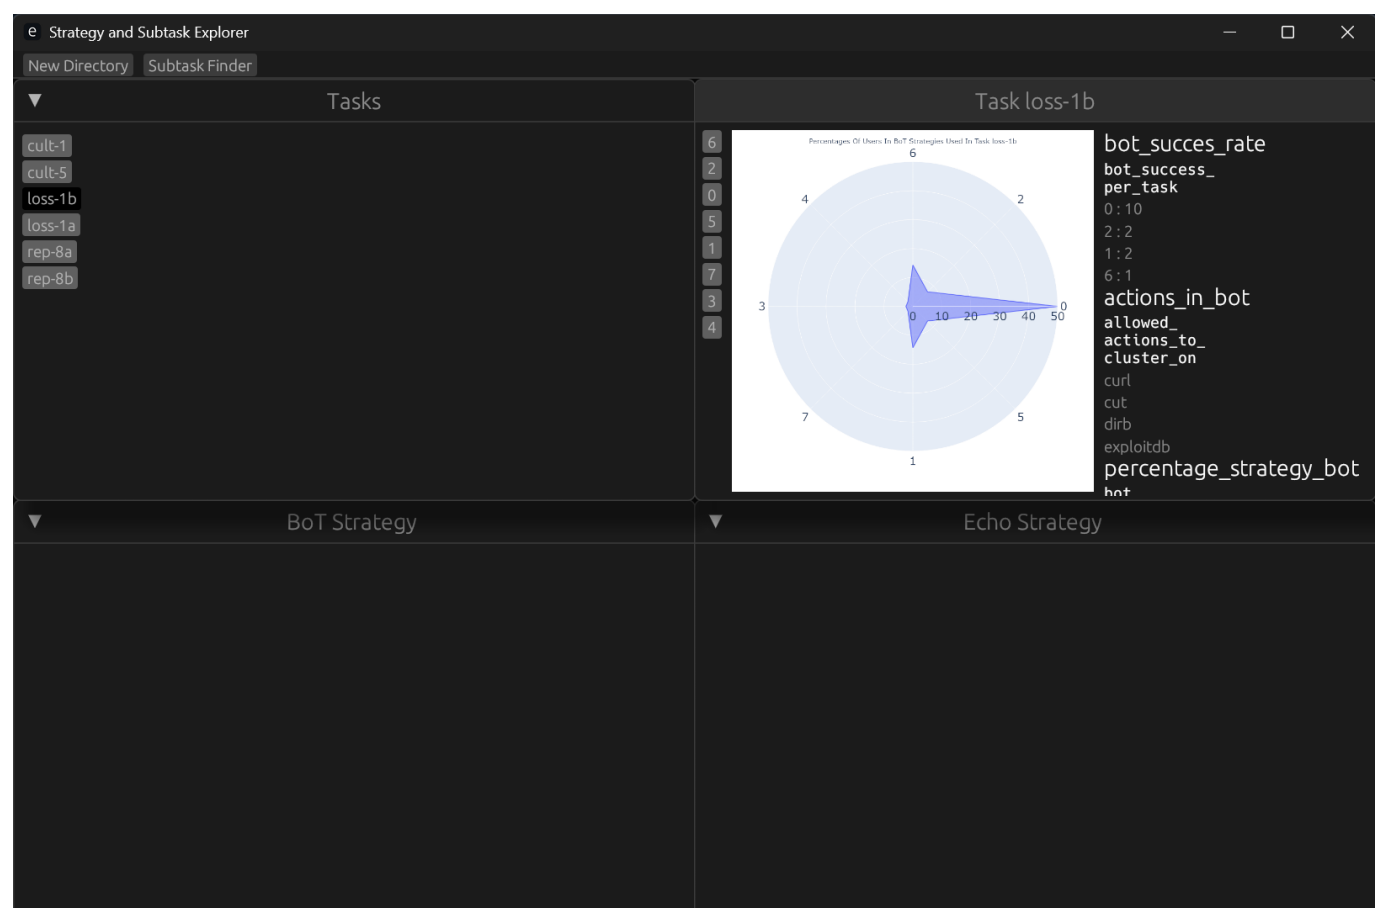 e Strategy and Subtask Explorer
New Directory Subtask Finder
▼ Tasks
cult-1
cult-5
loss-1b
loss-1a
rep-8a
rep-8b
Task loss-1b
6
2
0
5
1
7
3
4
Percentages Of Users In BoT Strategies Used In Task loss-1b
6
4 2
3 0
0 10 20 30 40 50
7 5
1
bot_succes_rate
bot_success_
per_task
0 : 10
2 : 2
1 : 2
6 : 1
actions_in_bot
allowed_
actions_to_
cluster_on
curl
cut
dirb
exploitdb
percentage_strategy_bot
bot
▼ BoT Strategy
▼ Echo Strategy